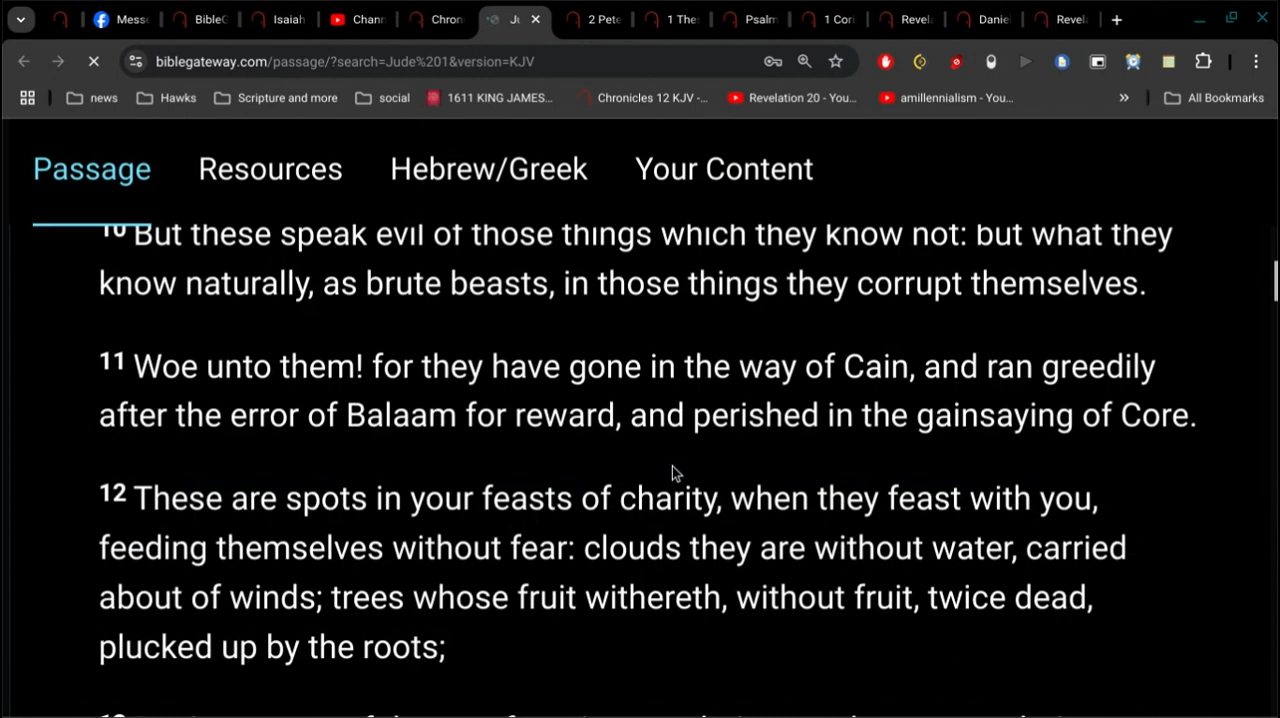 Messe
BibleG
Isaiah
Chann
Chron
Ju
2 Pete
1 The
Psalm
1 Cori
Revel
Daniel
Revel
biblegateway.com/passage/?search=Jude%201&version=KJV
news
Hawks
Scripture and more
social
1611 KING JAMES...
Chronicles 12 KJV -...
Revelation 20 - You...
amillennialism - You...
»
All Bookmarks
Passage
Resources
Hebrew/Greek
Your Content
10 But these speak evil of those things which they know not: but what they
know naturally, as brute beasts, in those things they corrupt themselves.
11 Woe unto them! for they have gone in the way of Cain, and ran greedily
after the error of Balaam for reward, and perished in the gainsaying of Core.
12 These are spots in your feasts of charity, when they feast with you,
feeding themselves without fear: clouds they are without water, carried
about of winds; trees whose fruit withereth, without fruit, twice dead,
plucked up by the roots;